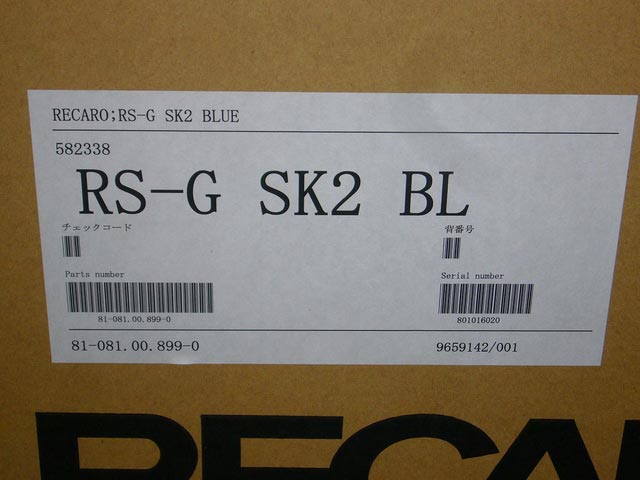 RECARO;RS-G SK2 BLUE
582338
RS-G SK2 BL
チェックコード 背番号
Parts number Serial number
81-081.00.899-0 801016020
81-081.00.899-0 9659142/001
RECA